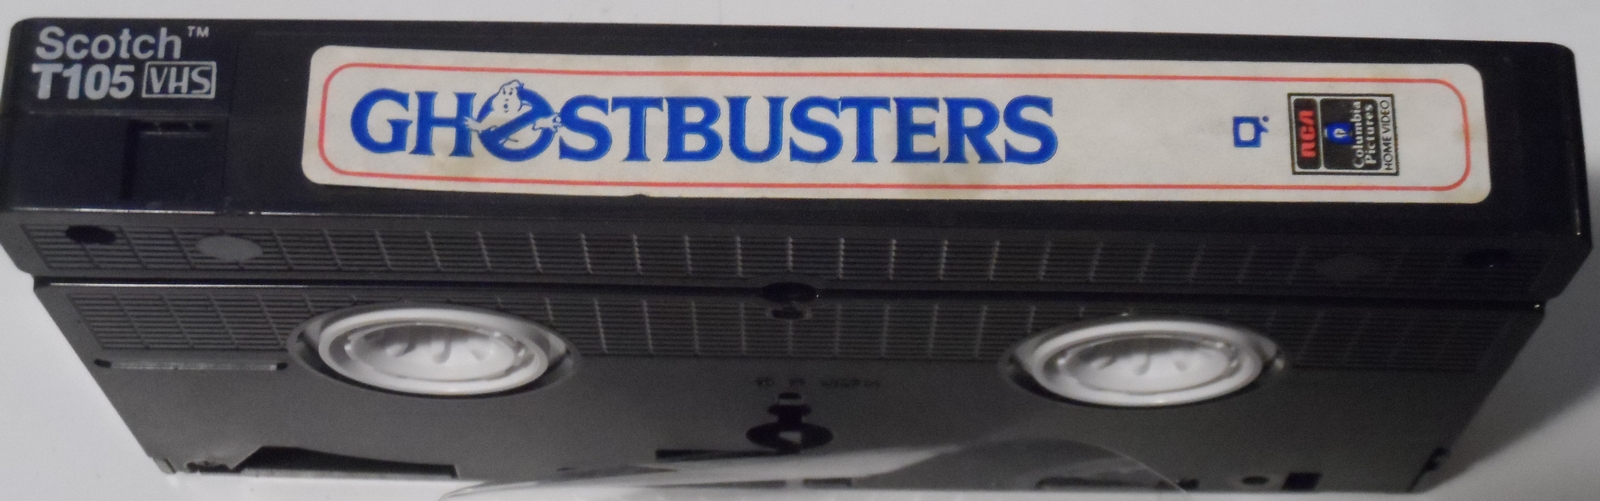 Scotch™
T105 VHS
GHOSTBUSTERS
RCA
Columbia
Pictures
HOME VIDEO